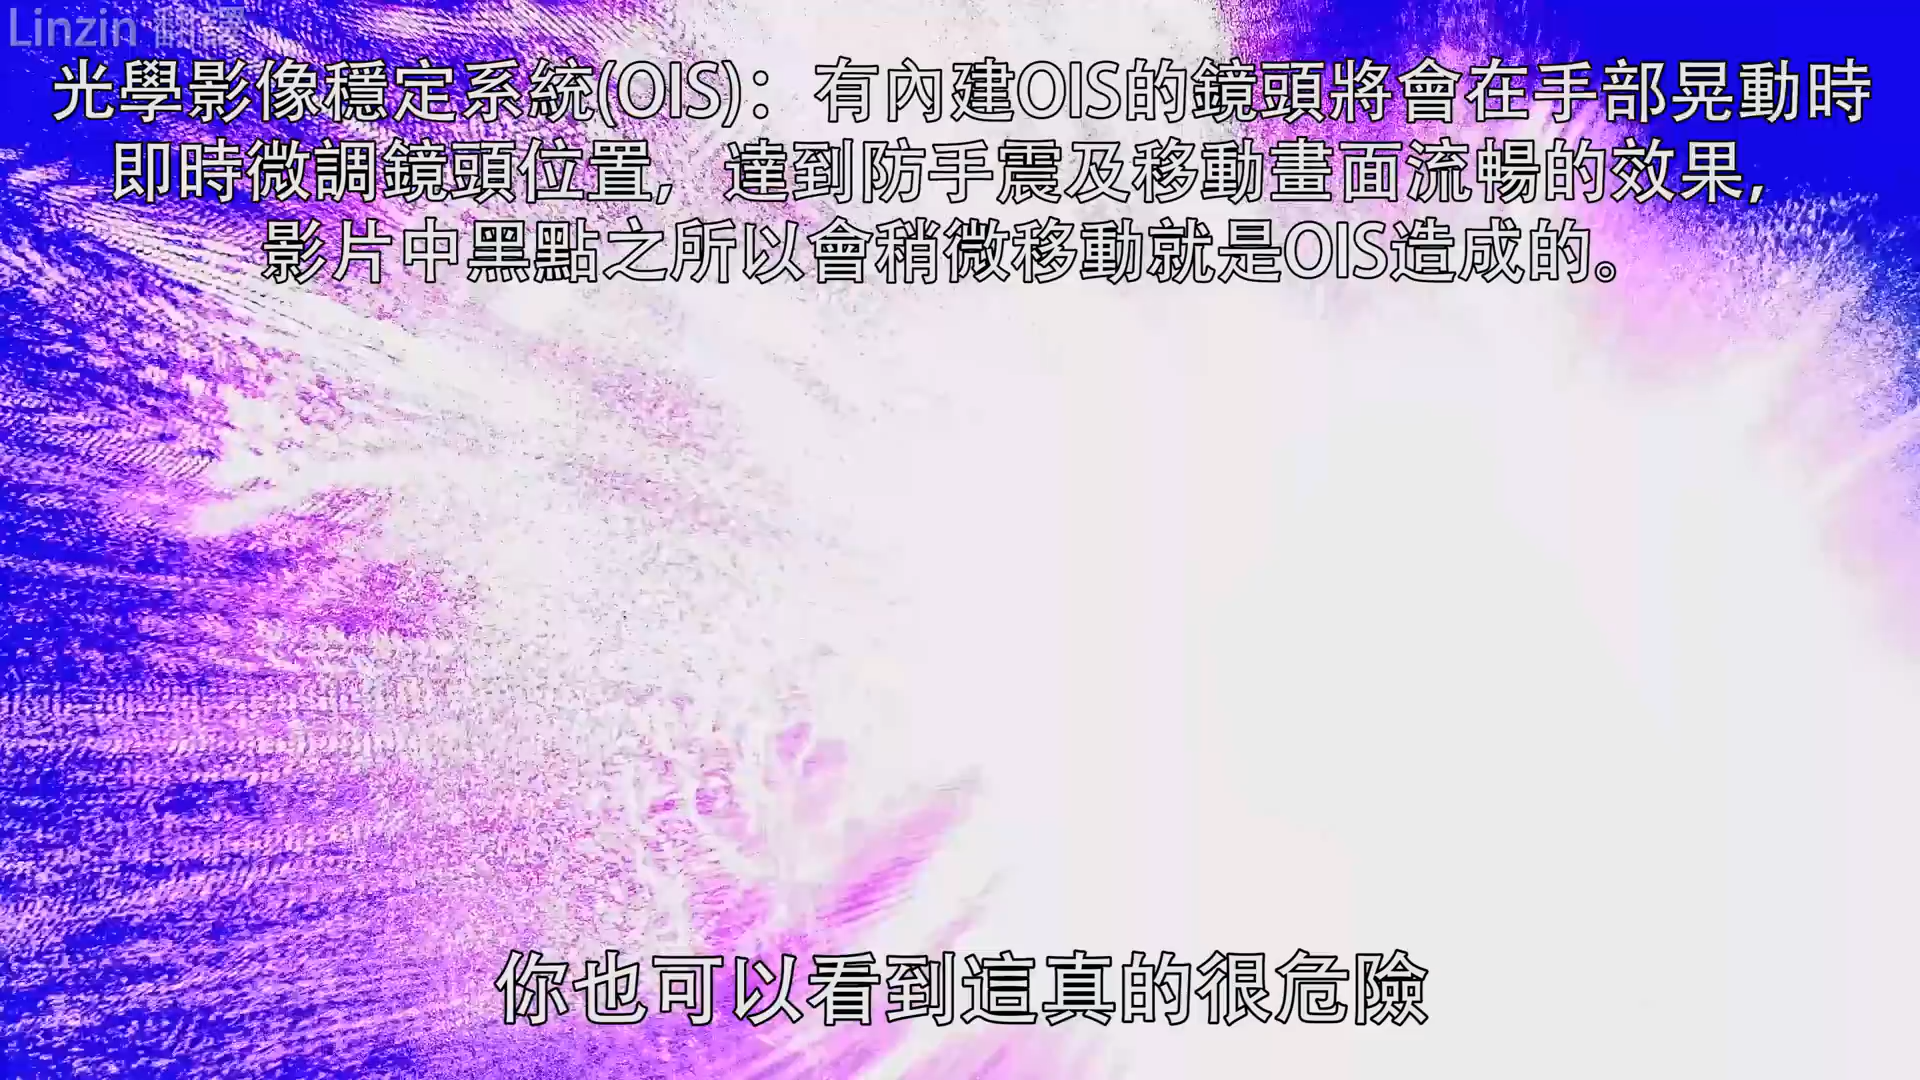 Linzin 翻譯
光學影像穩定系統(OIS)：有內建OIS的鏡頭將會在手部晃動時
即時微調鏡頭位置，達到防手震及移動畫面流暢的效果，
影片中黑點之所以會稍微移動就是OIS造成的。
你也可以看到這真的很危險